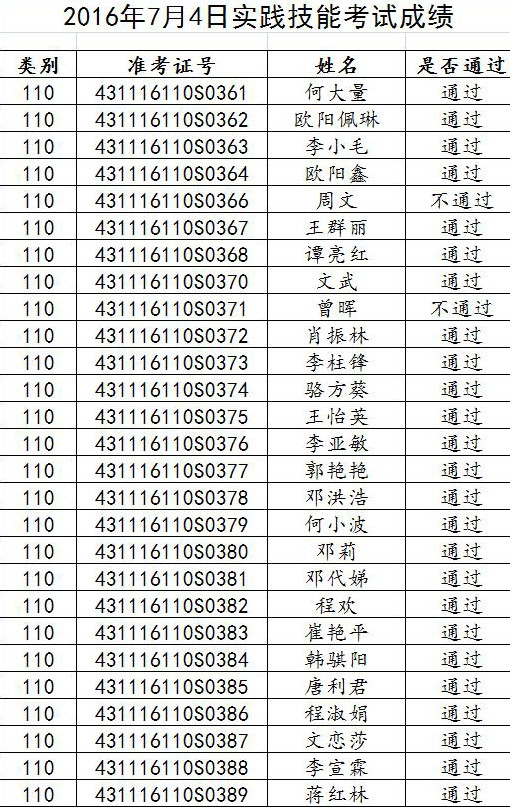 2016年7月4日实践技能考试成绩
类别 准考证号 姓名 是否通过
110 431116110S0361 何大量 通过
110 431116110S0362 欧阳佩琳 通过
110 431116110S0363 李小毛 通过
110 431116110S0364 欧阳鑫 通过
110 431116110S0366 周文 不通过
110 431116110S0367 王群丽 通过
110 431116110S0368 谭亮红 通过
110 431116110S0370 文武 通过
110 431116110S0371 曾晖 不通过
110 431116110S0372 肖振林 通过
110 431116110S0373 李柱锋 通过
110 431116110S0374 骆方葵 通过
110 431116110S0375 王怡英 通过
110 431116110S0376 李亚敏 通过
110 431116110S0377 郭艳艳 通过
110 431116110S0378 邓洪浩 通过
110 431116110S0379 何小波 通过
110 431116110S0380 邓莉 通过
110 431116110S0381 邓代娣 通过
110 431116110S0382 程欢 通过
110 431116110S0383 崔艳平 通过
110 431116110S0384 韩骐阳 通过
110 431116110S0385 唐利君 通过
110 431116110S0386 程淑娟 通过
110 431116110S0387 文恋莎 通过
110 431116110S0388 李宣霖 通过
110 431116110S0389 蒋红林 通过